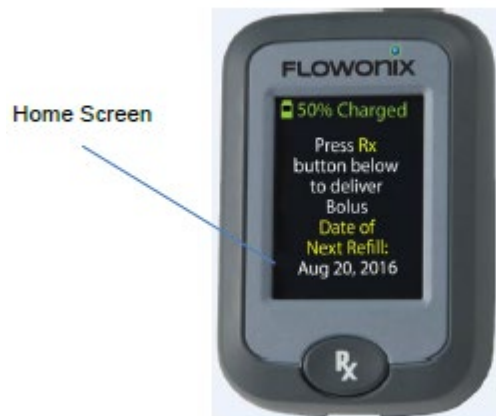 Home Screen
FLOWONIX
50% Charged
Press Rx
button below
to deliver
Bolus
Date of
Next Refill:
Aug 20, 2016
Rx